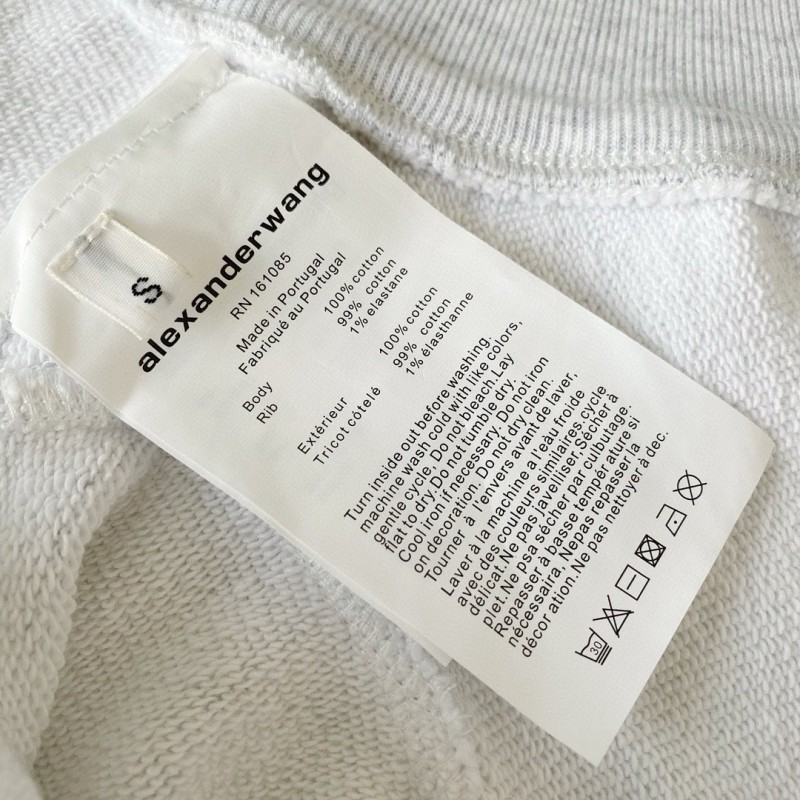 S
alexanderwang
RN 161085
Made in Portugal
Fabriqué au Portugal
Body 100% cotton
Rib 99% cotton
1% elastane
Extérieur 100% cotton
Tricot côtelé 99% cotton
1% élasthanne
Turn inside out before washing,
machine wash cold with like colors,
gentle cycle. Do not bleach.Lay
flat to dry.Do not tumble dry.
Cool iron ifnecessary. Do not iron
on decoration. Do not dry clean.
Tourner à l'envers avant de laver,
Laver à la machine a l'eau froide
avec des couleurs similaires,cycle
délicat.Ne pas javelliser.Sécher à
plet.Ne pea sécher par culbutage;
Repasser à basse température si
nécessaira, Nepas repasser la
décor ation.Ne pas nettoyer à dec.
30